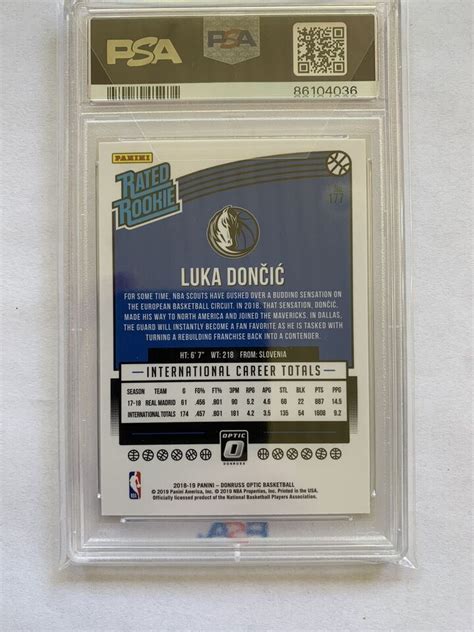 PSA PSA
86104036
PANINI
RATED
ROOKIE
No.
177
LUKA DONČIĆ
FOR SOME TIME, NBA SCOUTS HAVE GUSHED OVER A BUDDING SENSATION ON
THE EUROPEAN BASKETBALL CIRCUIT. IN 2018, THAT SENSATION, DONČIĆ,
MADE HIS WAY TO NORTH AMERICA AND JOINED THE MAVERICKS. IN DALLAS,
THE GUARD WILL INSTANTLY BECOME A FAN FAVORITE AS HE IS TASKED WITH
TURNING A REBUILDING FRANCHISE BACK INTO A CONTENDER.
HT: 6' 7" WT: 218 FROM: SLOVENIA
INTERNATIONAL CAREER TOTALS
SEASON TEAM G FG% FT% 3PM RPG APG STL BLK PTS PPG
17-18 REAL MADRID 61 .456 .801 90 5.2 4.6 68 22 887 14.5
INTERNATIONAL TOTALS 174 .457 .801 181 4.2 3.5 135 54 1608 9.2
OPTIC
DONRUSS
NBA
2018-19 PANINI - DONRUSS OPTIC BASKETBALL
© 2019 Panini America, Inc. © 2019 NBA Properties, Inc. Printed in the USA.
Officially licensed product of the National Basketball Players Association.